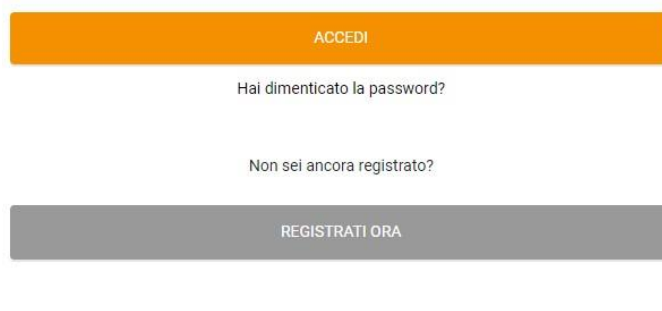 ACCEDI
Hai dimenticato la password?
Non sei ancora registrato?
REGISTRATI ORA